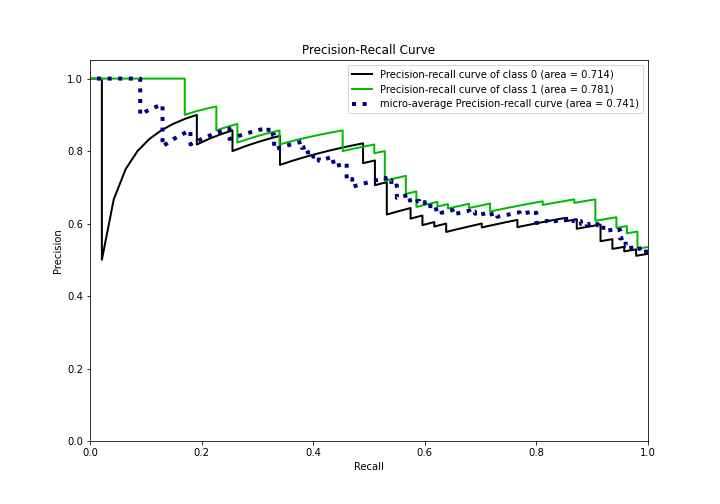 Precision-Recall Curve
Precision-recall curve of class 0 (area = 0.714)
Precision-recall curve of class 1 (area = 0.781)
micro-average Precision-recall curve (area = 0.741)
Precision
1.0
0.8
0.6
0.4
0.2
0.0
0.0 0.2 0.4 0.6 0.8 1.0
Recall